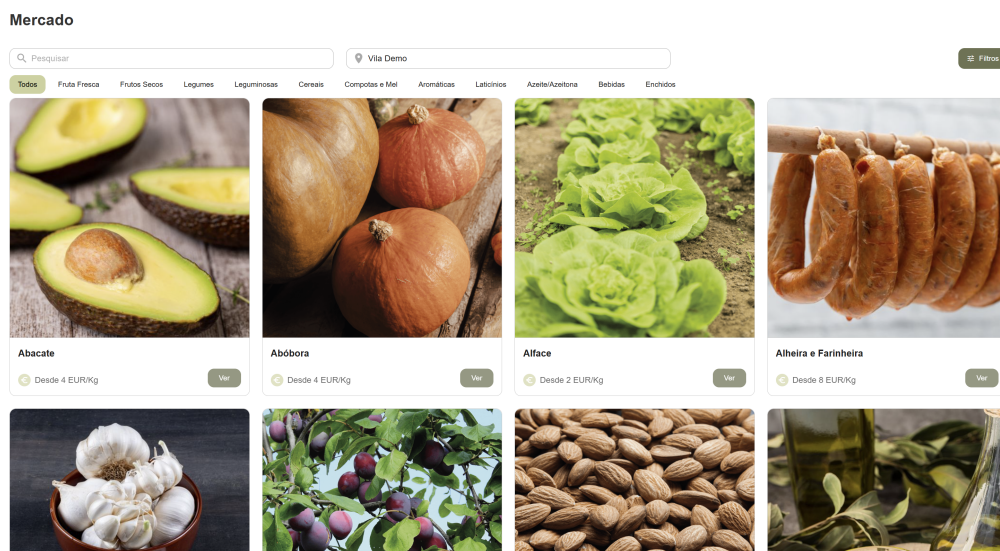 Mercado
Pesquisar
Vila Demo
Filtros
Todos Fruta Fresca Frutos Secos Legumes Leguminosas Cereais Compotas e Mel Aromáticas Laticínios Azeite/Azeitona Bebidas Enchidos
Abacate
€ Desde 4 EUR/Kg
Ver
Abóbora
€ Desde 4 EUR/Kg
Ver
Alface
€ Desde 2 EUR/Kg
Ver
Alheira e Farinheira
€ Desde 8 EUR/Kg
Ver